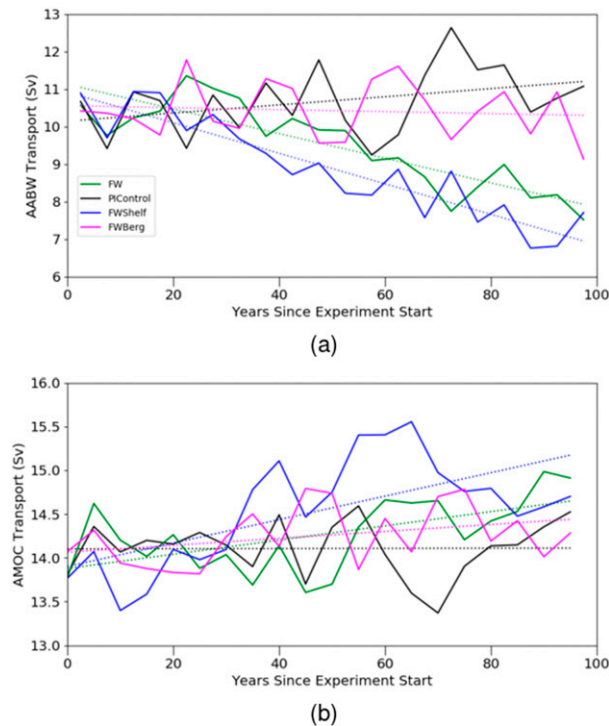 13
12
11
10
9
8
7
6
AABW Transport (Sv)
FW
PIControl
FWShelf
FWBerg
0 20 40 60 80 100
Years Since Experiment Start
(a)
16.0
15.5
15.0
14.5
14.0
13.5
13.0
AMOC Transport (Sv)
0 20 40 60 80 100
Years Since Experiment Start
(b)